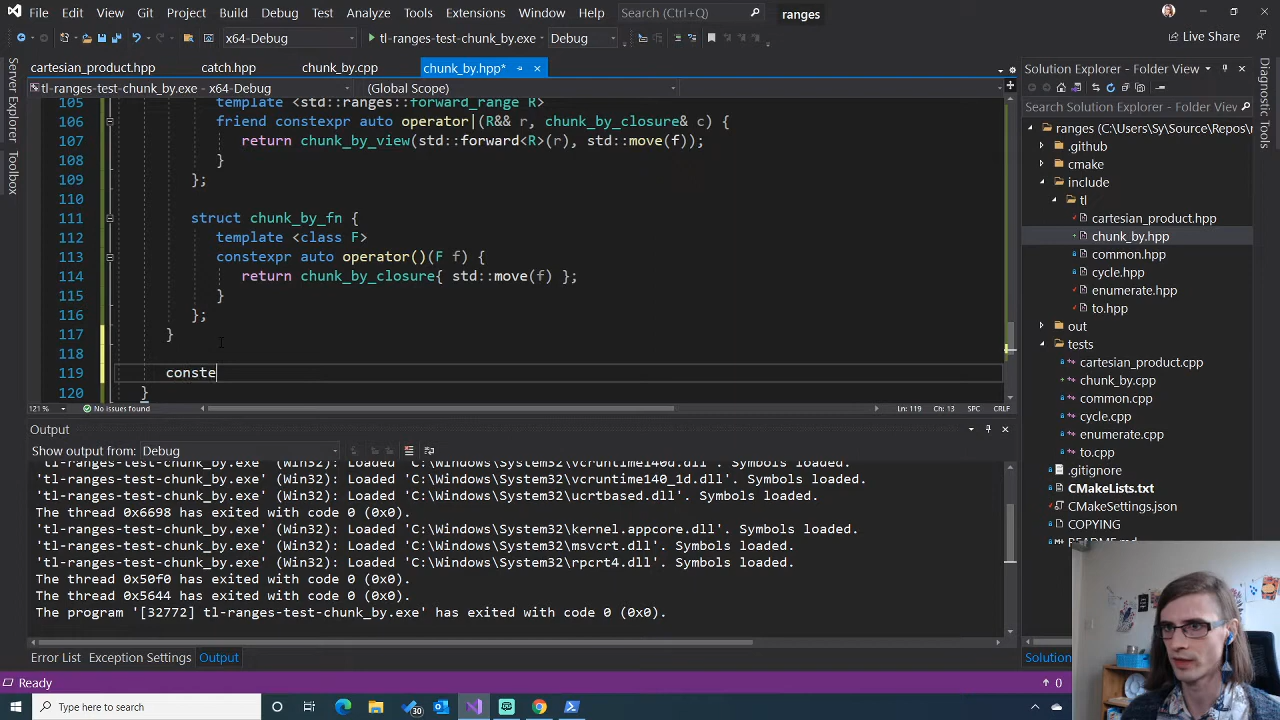 File Edit View Git Project Build Debug Test Analyze Tools Extensions Window Help Search (Ctrl+Q) ranges
x64-Debug tl-ranges-test-chunk_by.exe Debug Live Share
cartesian_product.hpp catch.hpp chunk_by.cpp chunk_by.hpp*
tl-ranges-test-chunk_by.exe - x64-Debug (Global Scope)
Server Explorer
Toolbox
105 template <std::ranges::forward_range R>
106 friend constexpr auto operator|(R&& r, chunk_by_closure& c) {
107 return chunk_by_view(std::forward<R>(r), std::move(f));
108 }
109 };
110
111 struct chunk_by_fn {
112 template <class F>
113 constexpr auto operator()(F f) {
114 return chunk_by_closure{ std::move(f) };
115 }
116 };
117 }
118
119 conste
120 }
121 % No issues found Ln: 119 Ch: 13 SPC CRLF
Output
Show output from: Debug
'tl-ranges-test-chunk_by.exe' (Win32): Loaded 'C:\Windows\System32\vcruntime140d.dll'. Symbols loaded.
'tl-ranges-test-chunk_by.exe' (Win32): Loaded 'C:\Windows\System32\vcruntime140_1d.dll'. Symbols loaded.
'tl-ranges-test-chunk_by.exe' (Win32): Loaded 'C:\Windows\System32\ucrtbased.dll'. Symbols loaded.
The thread 0x6698 has exited with code 0 (0x0).
'tl-ranges-test-chunk_by.exe' (Win32): Loaded 'C:\Windows\System32\kernel.appcore.dll'. Symbols loaded.
'tl-ranges-test-chunk_by.exe' (Win32): Loaded 'C:\Windows\System32\msvcrt.dll'. Symbols loaded.
'tl-ranges-test-chunk_by.exe' (Win32): Loaded 'C:\Windows\System32\rpcrt4.dll'. Symbols loaded.
The thread 0x50f0 has exited with code 0 (0x0).
The thread 0x5644 has exited with code 0 (0x0).
The program '[32772] tl-ranges-test-chunk_by.exe' has exited with code 0 (0x0).
Error List Exception Settings Output
Solution Explorer - Folder View
Search Solution Explorer - Folder View
ranges (C:\Users\Sy\Source\Repos\
.github
cmake
include
tl
cartesian_product.hpp
chunk_by.hpp
common.hpp
cycle.hpp
enumerate.hpp
to.hpp
out
tests
cartesian_product.cpp
chunk_by.cpp
common.cpp
cycle.cpp
enumerate.cpp
to.cpp
.gitignore
CMakeLists.txt
CMakeSettings.json
COPYING
README.md
Diagnostic Tools
Ready 0
Type here to search 30